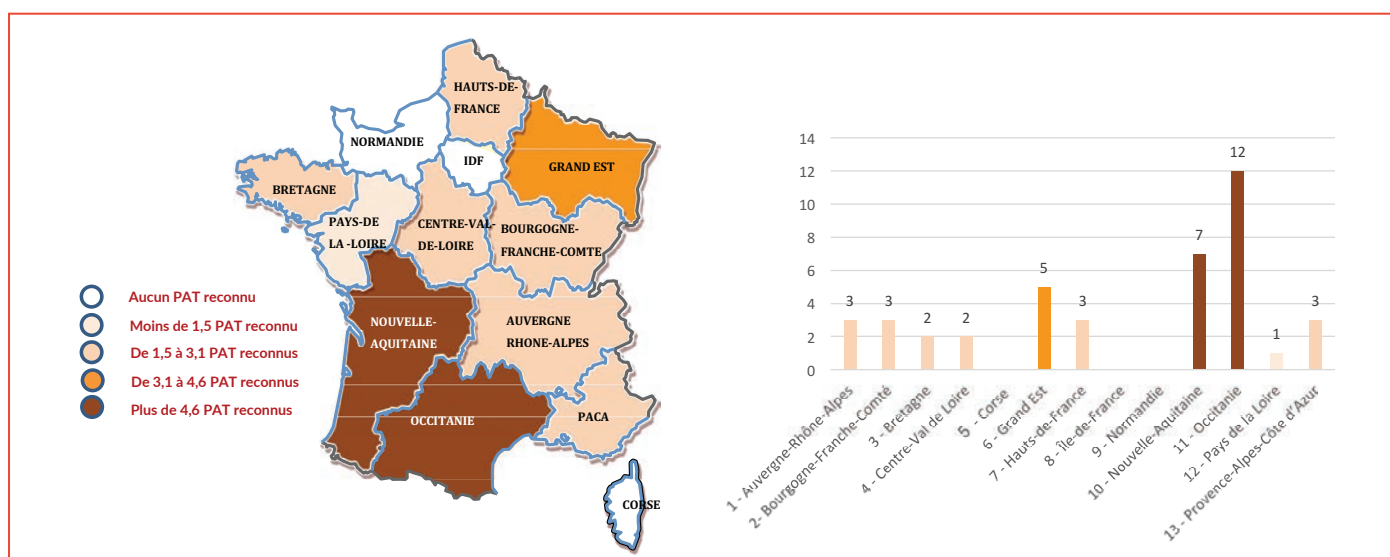 HAUTS-DE-
FRANCE
NORMANDIE
IDF
GRAND EST
BRETAGNE
PAYS-DE
LA -LOIRE
CENTRE-VAL-
DE-LOIRE
BOURGOGNE-
FRANCHE-COMTE
NOUVELLE-
AQUITAINE
AUVERGNE
RHONE-ALPES
OCCITANIE
PACA
CORSE
Aucun PAT reconnu
Moins de 1,5 PAT reconnu
De 1,5 à 3,1 PAT reconnus
De 3,1 à 4,6 PAT reconnus
Plus de 4,6 PAT reconnus
14
12
10
8
6
4
2
0
3
3
2
2
5
3
7
12
1
3
1 - Auvergne-Rhône-Alpes
2- Bourgogne-Franche-Comté
3 - Bretagne
4 - Centre-Val de Loire
5 - Corse
6 - Grand Est
7 - Hauts-de-France
8 - Île-de-France
9 - Normandie
10 - Nouvelle-Aquitaine
11 - Occitanie
12 - Pays de la Loire
13 - Provence-Alpes-Côte d'Azur